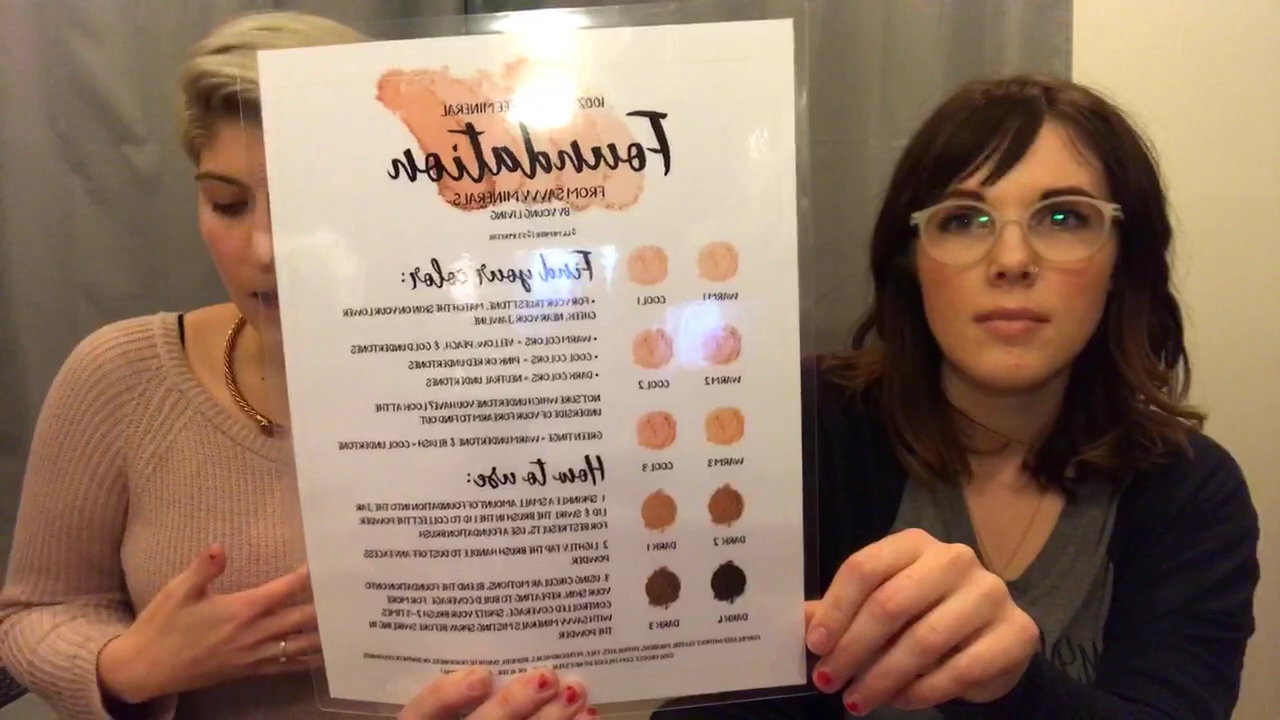 100% FREE MINERAL
Foundation
FROM SAVVY MINERALS
BY YOUNG LIVING
Find your color:
• FOR YOUR TRUEST TONE, MATCH THE SKIN ON YOUR LOWER
CHEEK, NEAR YOUR JAWLINE.
• WARM COLORS = YELLOW, PEACH, & GOLD UNDERTONES
• COOL COLORS = PINK OR RED UNDERTONES
• DARK COLORS = NEUTRAL UNDERTONES
NOT SURE WHICH UNDERTONE YOU HAVE? LOOK AT THE
UNDERSIDE OF YOUR FOREARM TO FIND OUT.
GREEN TINGE = WARM UNDERTONE & BLUISH = COOL UNDERTONE
How to use:
1. SPRINKLE A SMALL AMOUNT OF FOUNDATION INTO THE JAR
LID & SWIRL THE BRUSH IN THE LID TO COLLECT THE POWDER.
FOR BEST RESULTS, USE A FOUNDATION BRUSH.
2. LIGHTLY TAP THE BRUSH HANDLE TO DUST OFF ANY EXCESS
POWDER.
3. USING CIRCULAR MOTIONS, BLEND THE FOUNDATION ONTO
YOUR SKIN, REPEATING TO BUILD COVERAGE. FOR MORE
CONTROLLED COVERAGE, SPRITZ YOUR BRUSH 2-3 TIMES
WITH SAVVY MINERALS MISTING SPRAY BEFORE SWIRLING IN
THE POWDER.
WARM 1 COOL 1
WARM 2 COOL 2
WARM 3 COOL 3
DARK 2 DARK 1
DARK 4 DARK 3